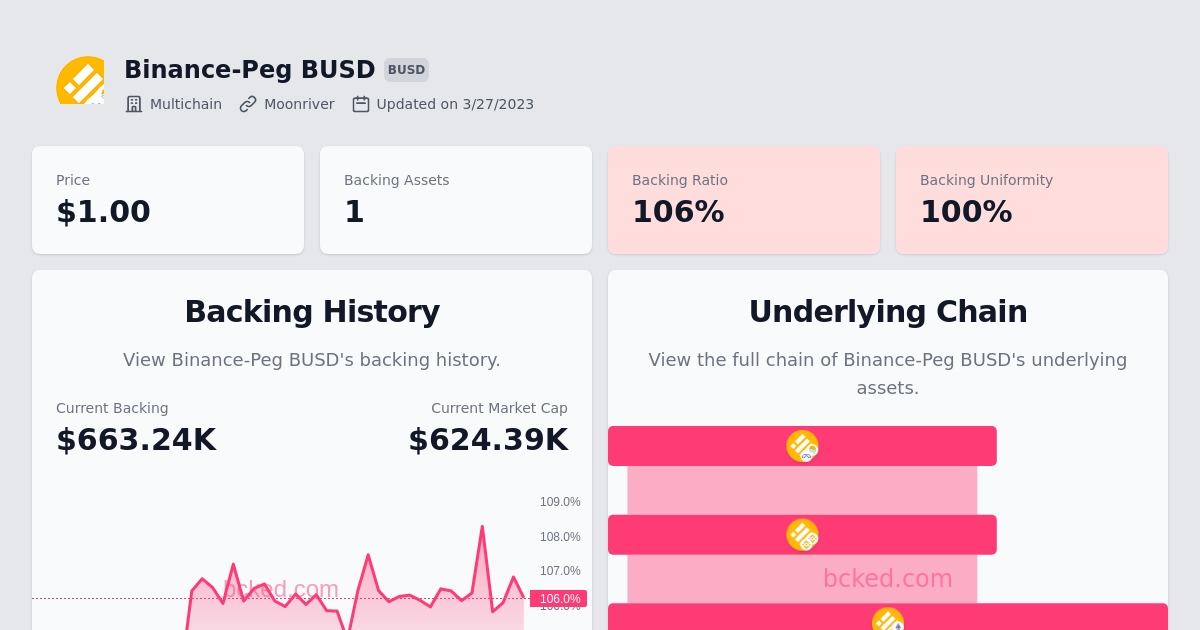 Binance-Peg BUSD BUSD
Multichain Moonriver Updated on 3/27/2023
Price
$1.00
Backing Assets
1
Backing Ratio
106%
Backing Uniformity
100%
Backing History
View Binance-Peg BUSD's backing history.
Current Backing
$663.24K
Current Market Cap
$624.39K
109.0%
108.0%
107.0%
106.0%
bcked.com
Underlying Chain
View the full chain of Binance-Peg BUSD's underlying
assets.
bcked.com